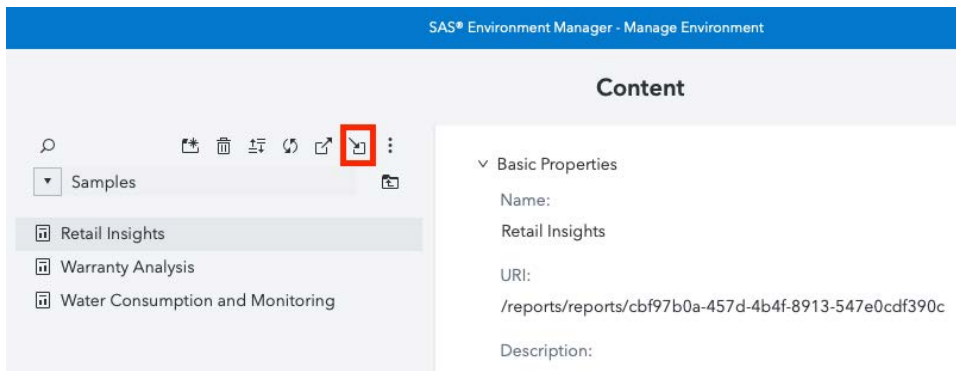 SAS® Environment Manager - Manage Environment
Content
Samples
Retail Insights
Warranty Analysis
Water Consumption and Monitoring
Basic Properties
Name:
Retail Insights
URI:
/reports/reports/cbf97b0a-457d-4b4f-8913-547e0cdf390c
Description: